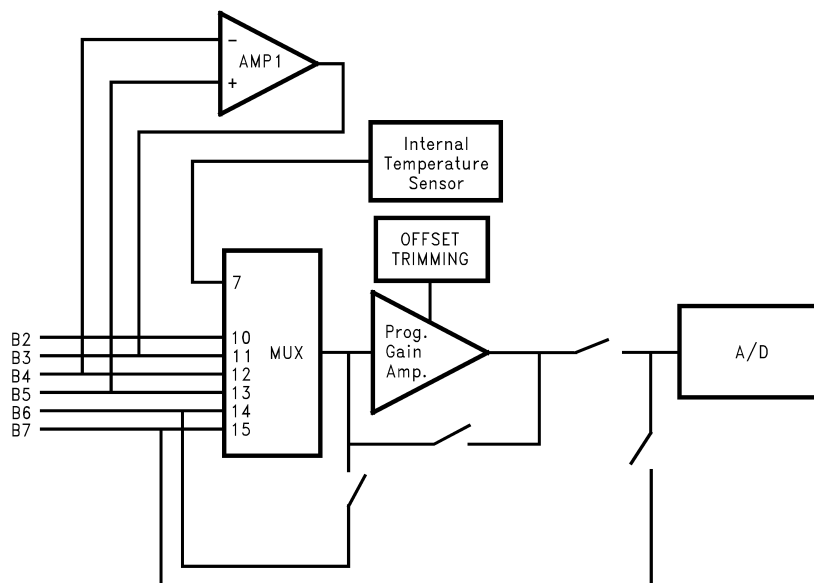 −
AMP1
+
Internal
Temperature
Sensor
OFFSET
TRIMMING
7
Prog.
Gain
Amp.
MUX
A/D
B2
10
B3
11
B4
12
B5
13
B6
14
B7
15